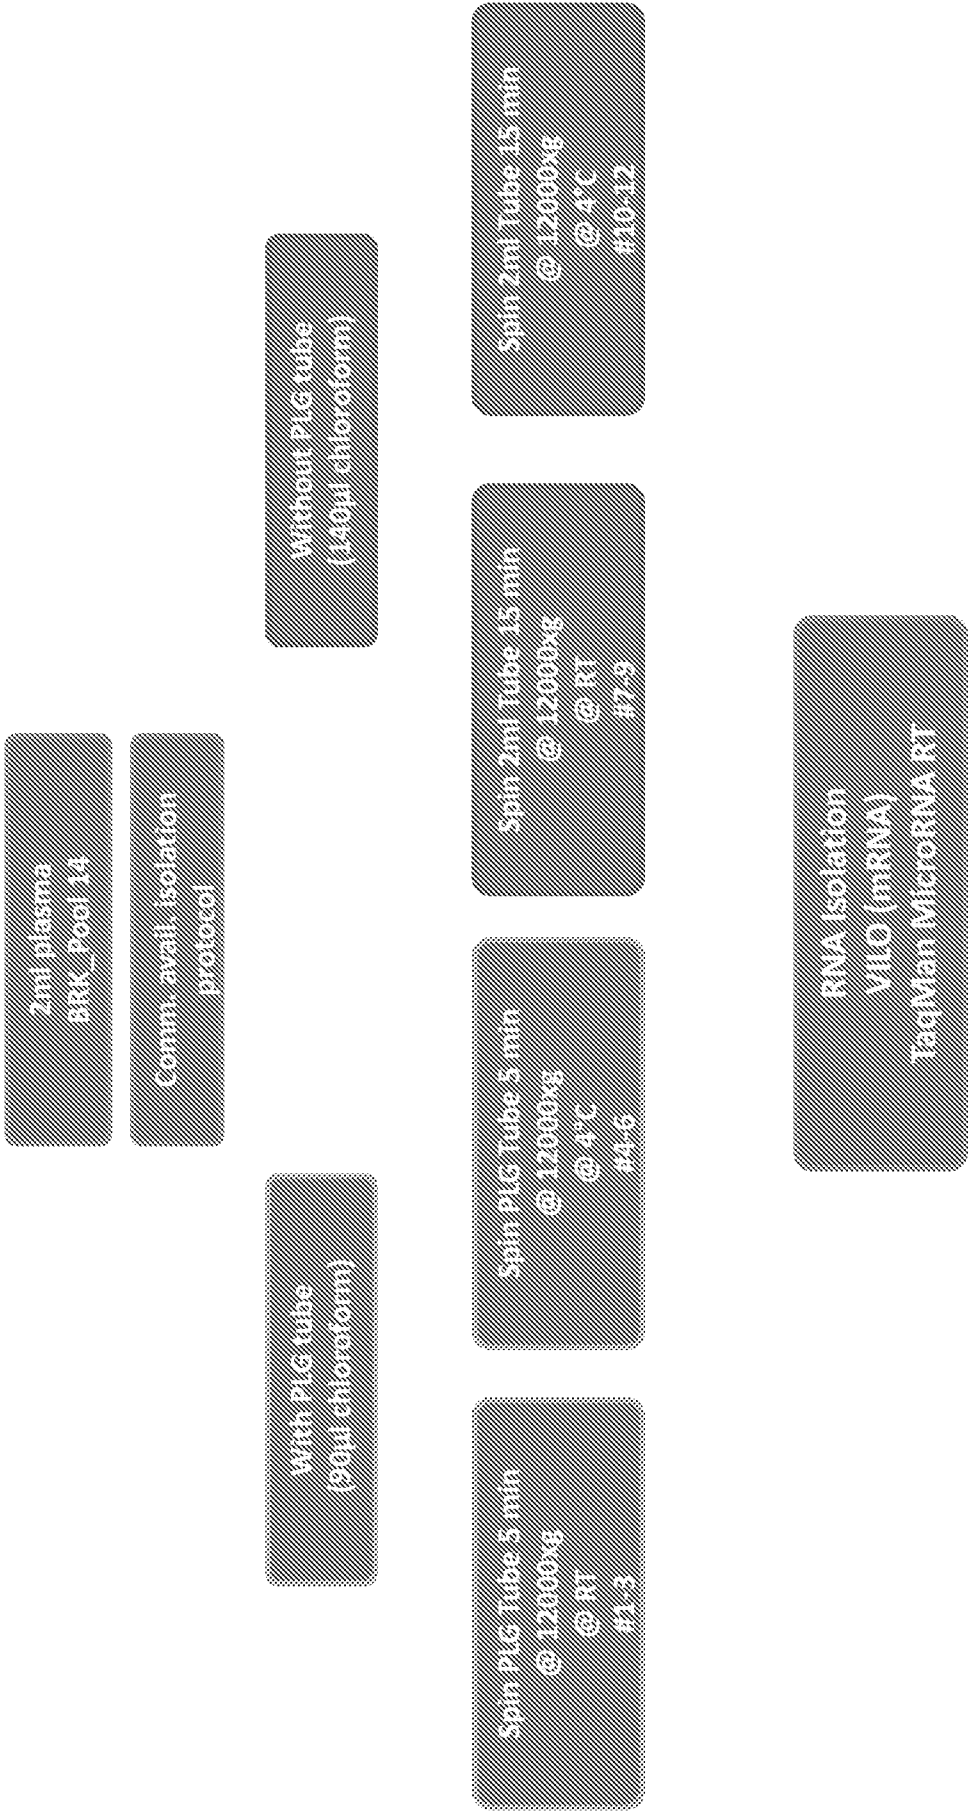 2ml plasma
BRK_Pool 14
Comm. avail. isolation
protocol
With PLG tube
(90µl chloroform)
Without PLG tube
(140µl chloroform)
Spin PLG Tube 5 min
@ 12000xg
@ RT
#1-3
Spin PLG Tube 5 min
@ 12000xg
@ 4°C
#4-6
Spin 2ml Tube 15 min
@ 12000xg
@ RT
#7-9
Spin 2ml Tube 15 min
@ 12000xg
@ 4°C
#10-12
RNA Isolation
VILO (mRNA)
TaqMan MicroRNA RT